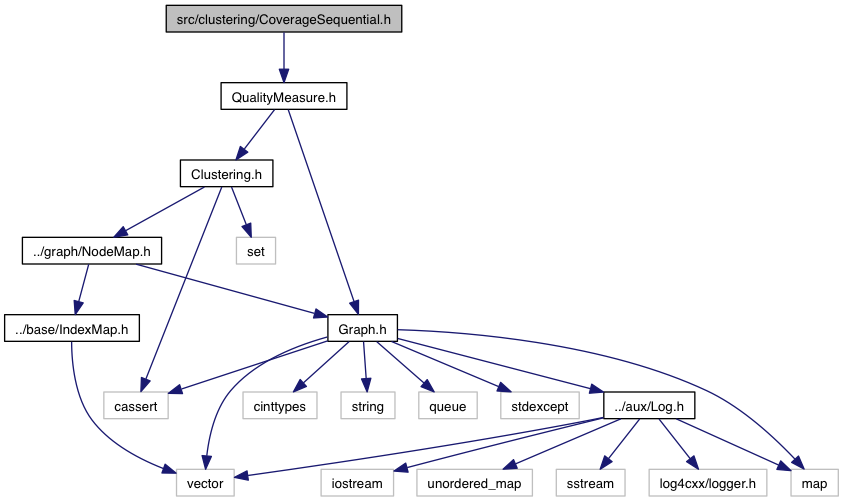 src/clustering/CoverageSequential.h
QualityMeasure.h
Clustering.h
../graph/NodeMap.h
set
../base/IndexMap.h
Graph.h
cassert
cinttypes
string
queue
stdexcept
../aux/Log.h
vector
iostream
unordered_map
sstream
log4cxx/logger.h
map